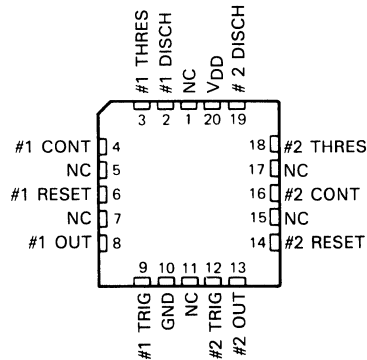 #1 THRES
#1 DISCH
NC
VDD
# 2 DISCH
3 2 1 20 19
#1 CONT 4
NC 5
#1 RESET 6
NC 7
#1 OUT 8
18 #2 THRES
17 NC
16 #2 CONT
15 NC
14 #2 RESET
9 10 11 12 13
#1 TRIG
GND
NC
#2 TRIG
#2 OUT